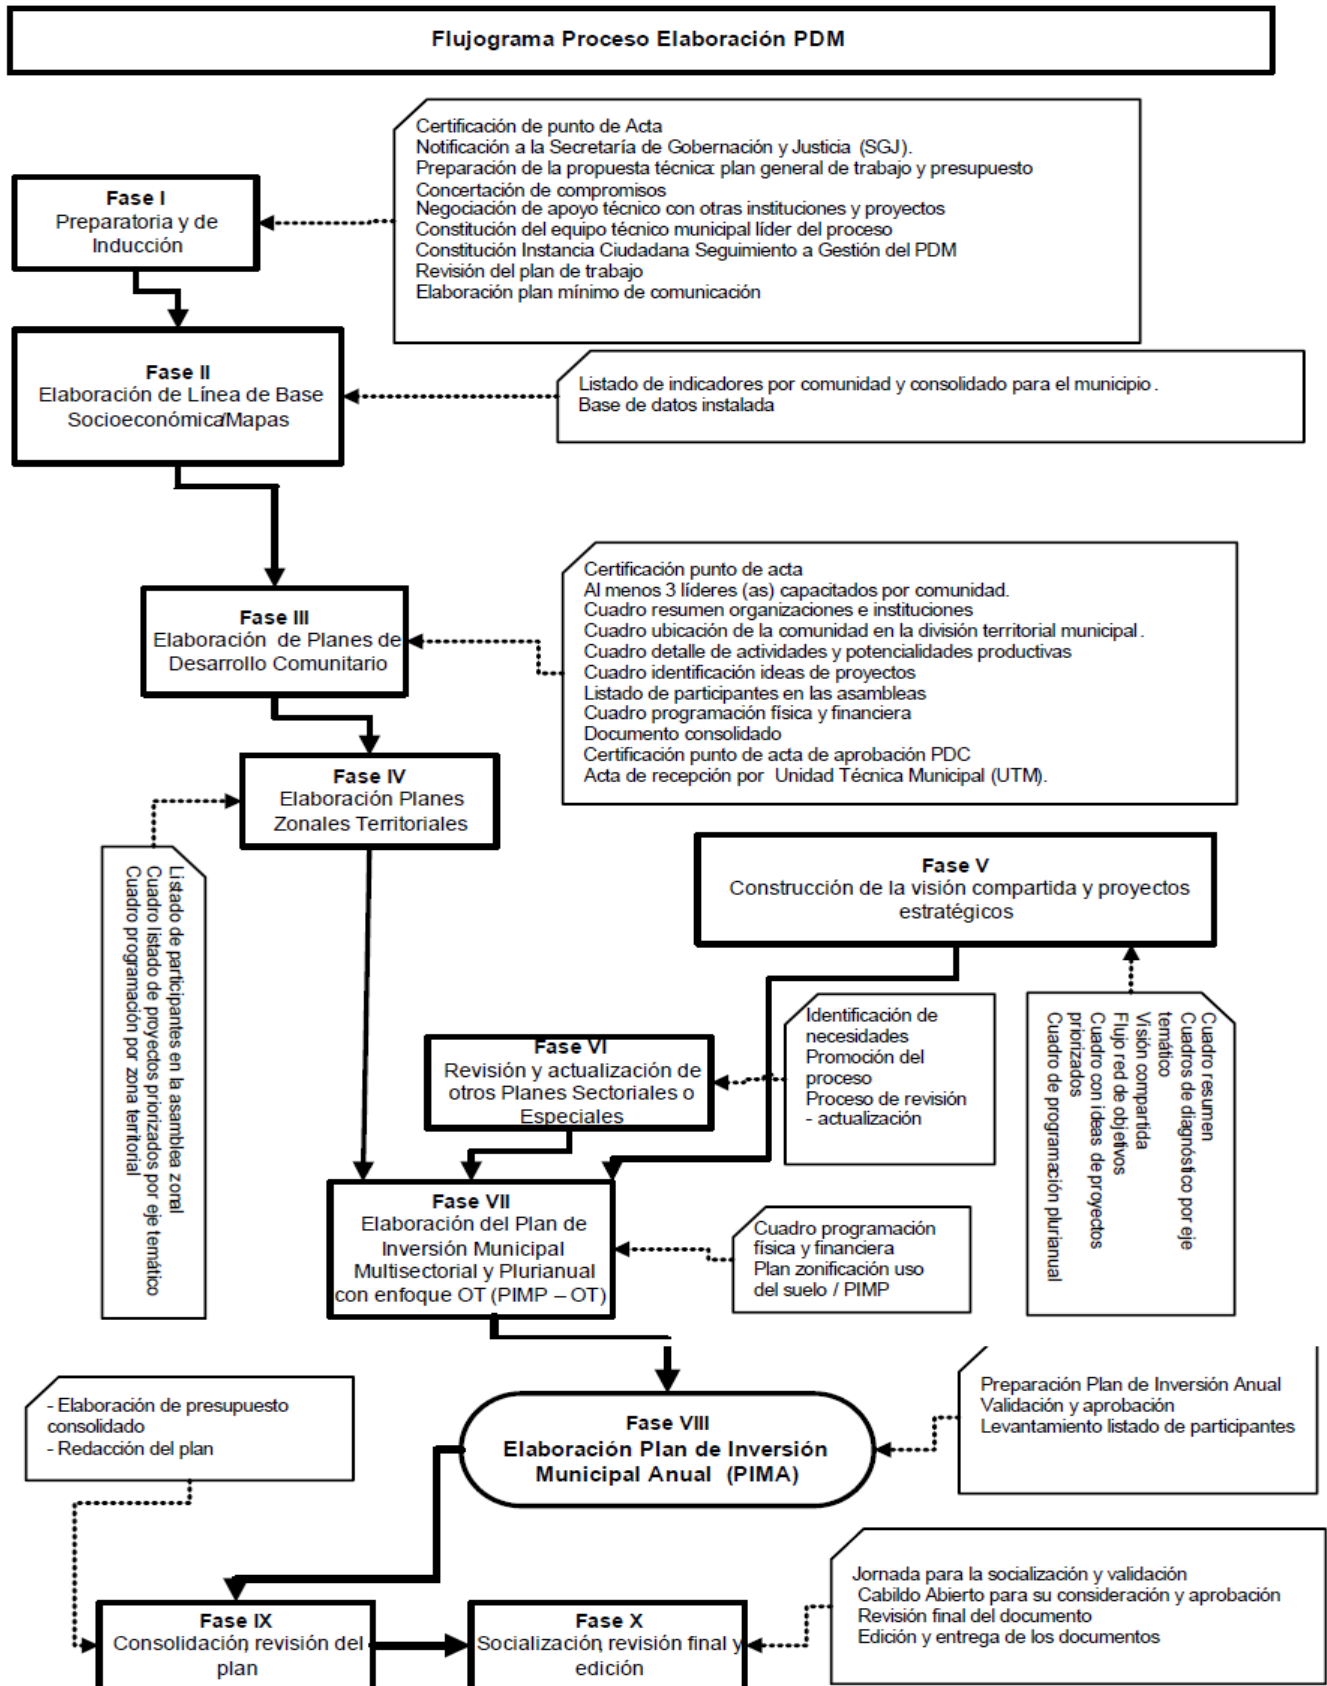 Flujograma Proceso Elaboración PDM
Certificación de punto de Acta
Notificación a la Secretaría de Gobernación y Justicia (SGJ).
Preparación de la propuesta técnica: plan general de trabajo y presupuesto
Concertación de compromisos
Negociación de apoyo técnico con otras instituciones y proyectos
Constitución del equipo técnico municipal líder del proceso
Constitución Instancia Ciudadana Seguimiento a Gestión del PDM
Revisión del plan de trabajo
Elaboración plan mínimo de comunicación
Fase I
Preparatoria y de
Inducción
Fase II
Elaboración de Línea de Base
Socioeconómica/Mapas
Listado de indicadores por comunidad y consolidado para el municipio.
Base de datos instalada
Fase III
Elaboración de Planes de
Desarrollo Comunitario
Certificación punto de acta
Al menos 3 líderes (as) capacitados por comunidad.
Cuadro resumen organizaciones e instituciones
Cuadro ubicación de la comunidad en la división territorial municipal.
Cuadro detalle de actividades y potencialidades productivas
Cuadro identificación ideas de proyectos
Listado de participantes en las asambleas
Cuadro programación física y financiera
Documento consolidado
Certificación punto de acta de aprobación PDC
Acta de recepción por Unidad Técnica Municipal (UTM).
Fase IV
Elaboración Planes
Zonales Territoriales
Listado de participantes en la asamblea zonal
Cuadro listado de proyectos priorizados por eje temático
Cuadro programación por zona territorial
Fase V
Construcción de la visión compartida y proyectos
estratégicos
Cuadro resumen
Cuadros de diagnóstico por eje
temático
Visión compartida
Flujo red de objetivos
Cuadro con ideas de proyectos
priorizados
Cuadro de programación plurianual
Identificación de
necesidades
Promoción del
proceso
Proceso de revisión
- actualización
Fase VI
Revisión y actualización de
otros Planes Sectoriales o
Especiales
Fase VII
Elaboración del Plan de
Inversión Municipal
Multisectorial y Plurianual
con enfoque OT (PIMP – OT)
Cuadro programación
física y financiera
Plan zonificación uso
del suelo / PIMP
- Elaboración de presupuesto
consolidado
- Redacción del plan
Fase VIII
Elaboración Plan de Inversión
Municipal Anual (PIMA)
Preparación Plan de Inversión Anual
Validación y aprobación
Levantamiento listado de participantes
Fase IX
Consolidación, revisión del
plan
Fase X
Socialización, revisión final y
edición
Jornada para la socialización y validación
Cabildo Abierto para su consideración y aprobación
Revisión final del documento
Edición y entrega de los documentos